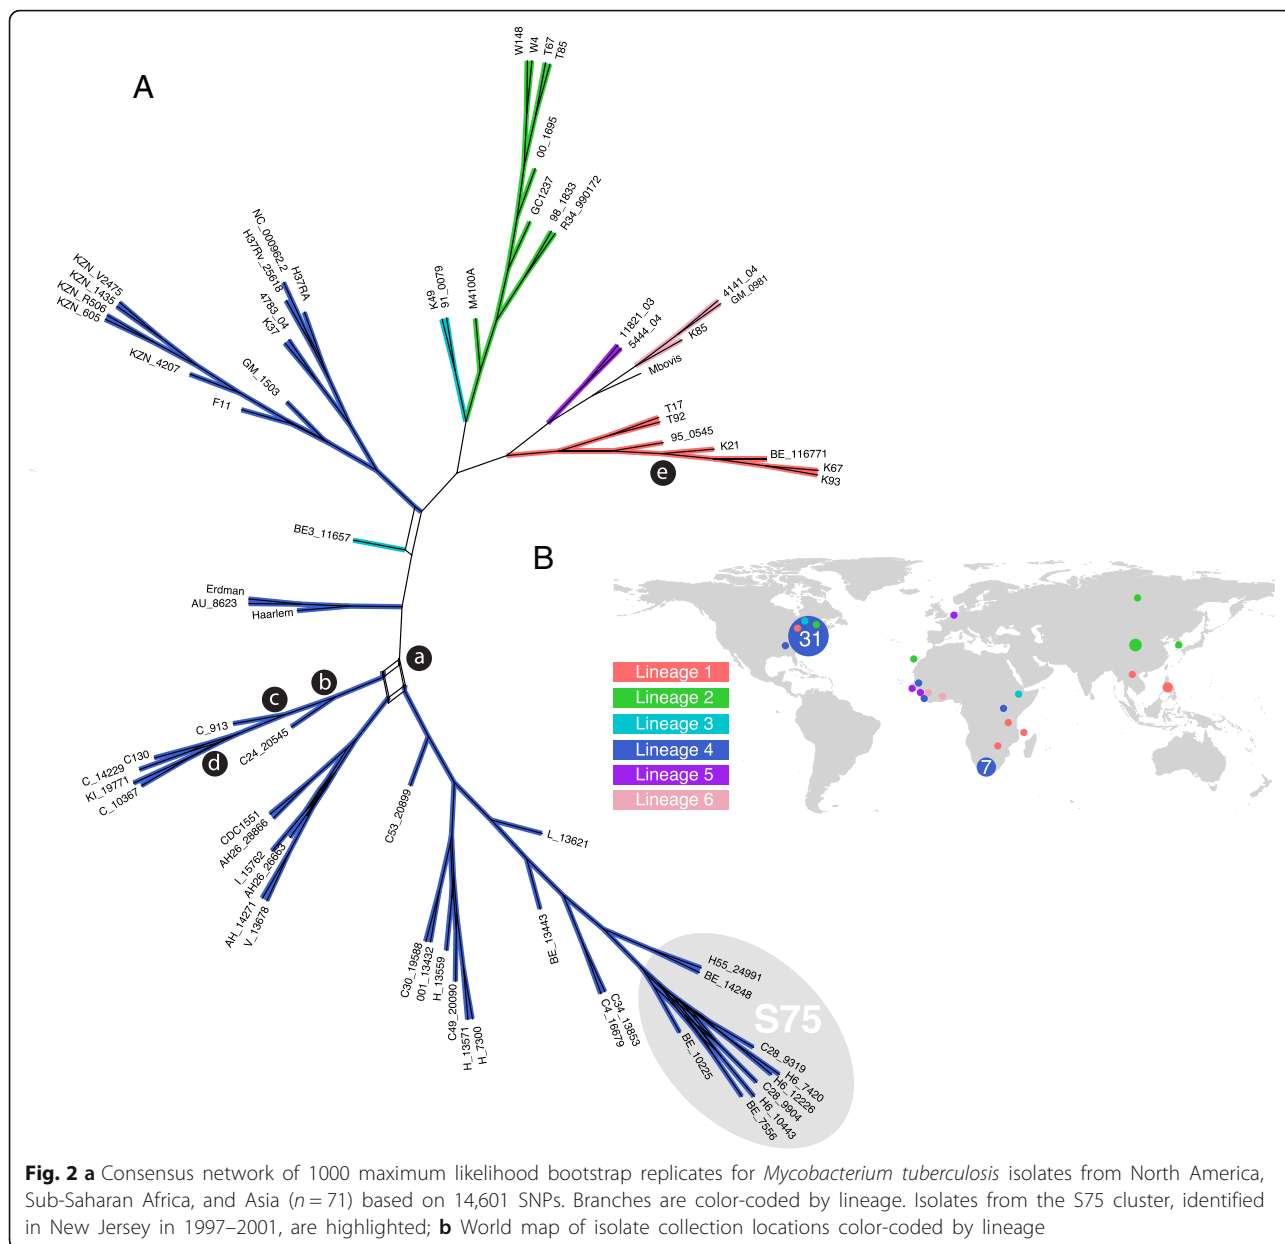 A
W148
W4
T67
T85
00_1695
GC1237
98_1833
R34_990172
K49
91_0079
M4100A
NC_000962.2
H37Rv_25618
H37RA
4783_04
K37
KZN_V2475
KZN_1435
KZN_R506
KZN_605
KZN_4207
GM_1503
F11
11821_03
5444_04
4141_04
GM_0981
K85
Mbovis
T17
T92
95_0545
K21
BE_116771
K67
K93
e
BE3_11657
Erdman
AU_8623
Haarlem
a
b
c
C_913
C24_20545
C130
C_14229
KI_19771
C_10367
d
CDC1551
AH26_28866
I_15762
AH26_26663
AH_14271
V_13678
C53_20899
L_13621
C30_19588
001_13432
H_13559
C49_20090
H_13571
H_7300
BE_13443
C34_13853
C4_16679
H55_24991
BE_14248
S75
BE_10225
C28_9319
H6_7420
H6_12226
C28_9904
H6_10443
BE_7556
B
31
7
Lineage 1
Lineage 2
Lineage 3
Lineage 4
Lineage 5
Lineage 6
Fig. 2 a Consensus network of 1000 maximum likelihood bootstrap replicates for Mycobacterium tuberculosis isolates from North America,
Sub-Saharan Africa, and Asia (n = 71) based on 14,601 SNPs. Branches are color-coded by lineage. Isolates from the S75 cluster, identified
in New Jersey in 1997–2001, are highlighted; b World map of isolate collection locations color-coded by lineage